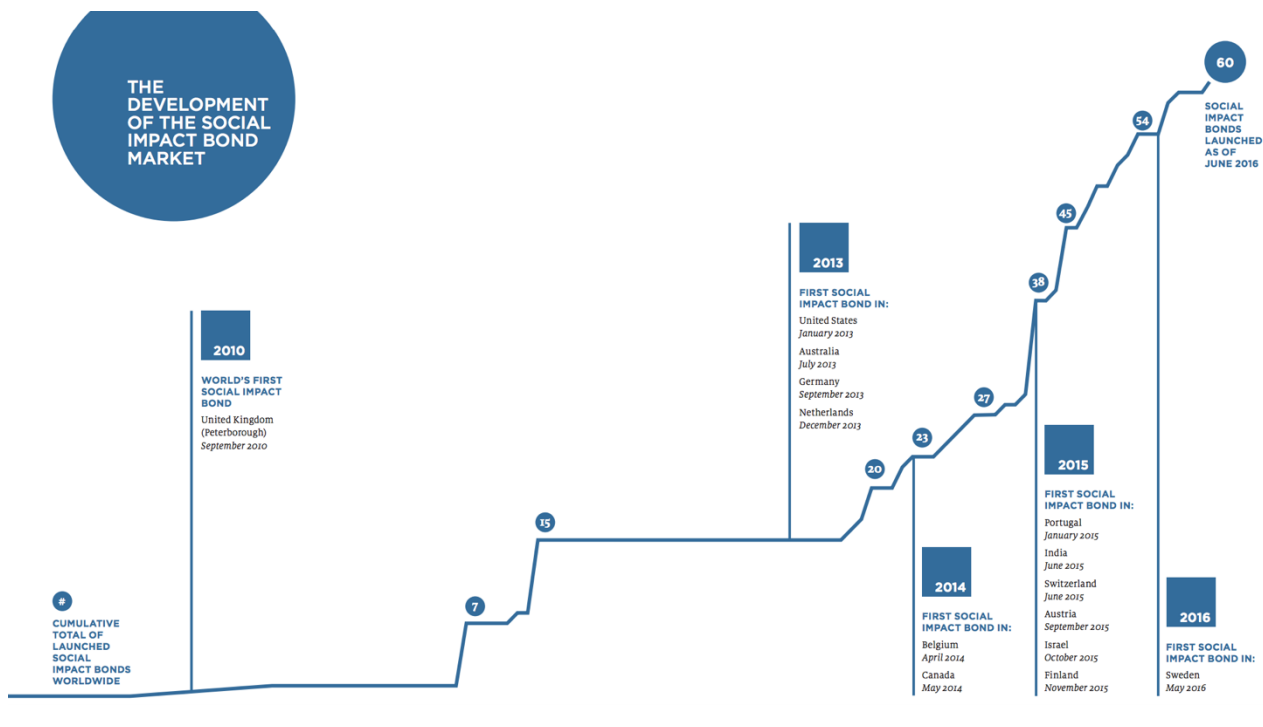 THE
DEVELOPMENT
OF THE SOCIAL
IMPACT BOND
MARKET
#
CUMULATIVE
TOTAL OF
LAUNCHED
SOCIAL
IMPACT BONDS
WORLDWIDE
2010
WORLD'S FIRST
SOCIAL IMPACT
BOND
United Kingdom
(Peterborough)
September 2010
7
15
2013
FIRST SOCIAL
IMPACT BOND IN:
United States
January 2013
Australia
July 2013
Germany
September 2013
Netherlands
December 2013
20
23
2014
FIRST SOCIAL
IMPACT BOND IN:
Belgium
April 2014
Canada
May 2014
27
38
2015
FIRST SOCIAL
IMPACT BOND IN:
Portugal
January 2015
India
June 2015
Switzerland
June 2015
Austria
September 2015
Israel
October 2015
Finland
November 2015
45
54
2016
FIRST SOCIAL
IMPACT BOND IN:
Sweden
May 2016
60
SOCIAL
IMPACT
BONDS
LAUNCHED
AS OF
JUNE 2016